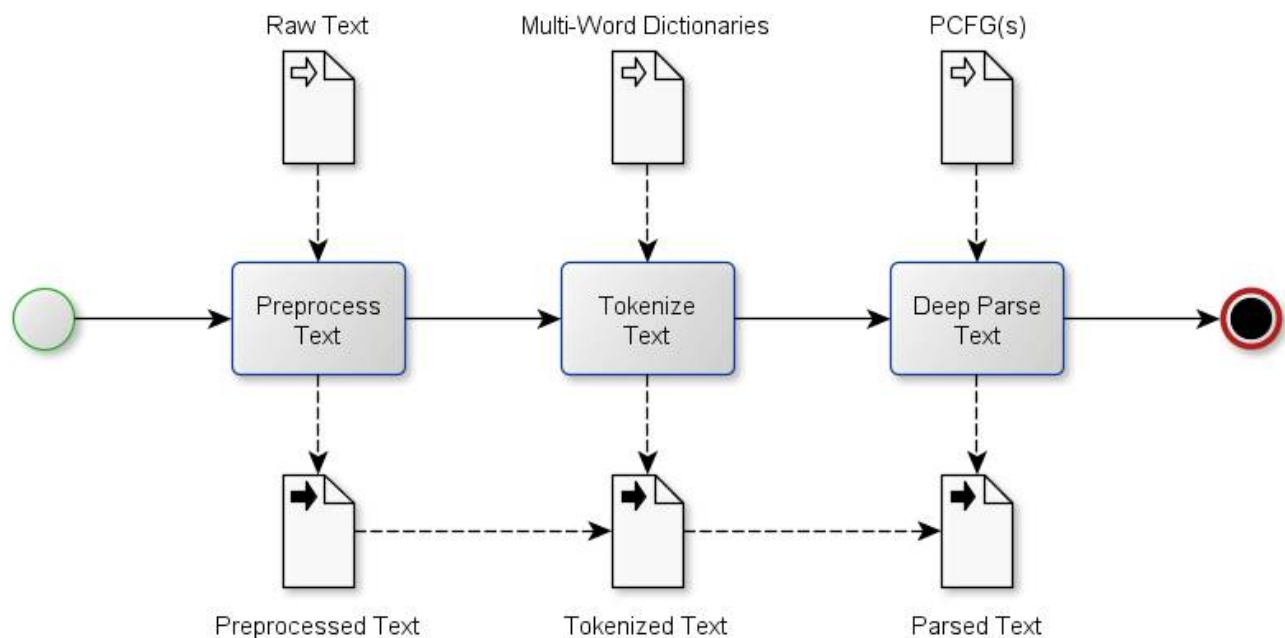 Raw Text
Multi-Word Dictionaries
PCFG(s)
Preprocess
Text
Tokenize
Text
Deep Parse
Text
Preprocessed Text
Tokenized Text
Parsed Text